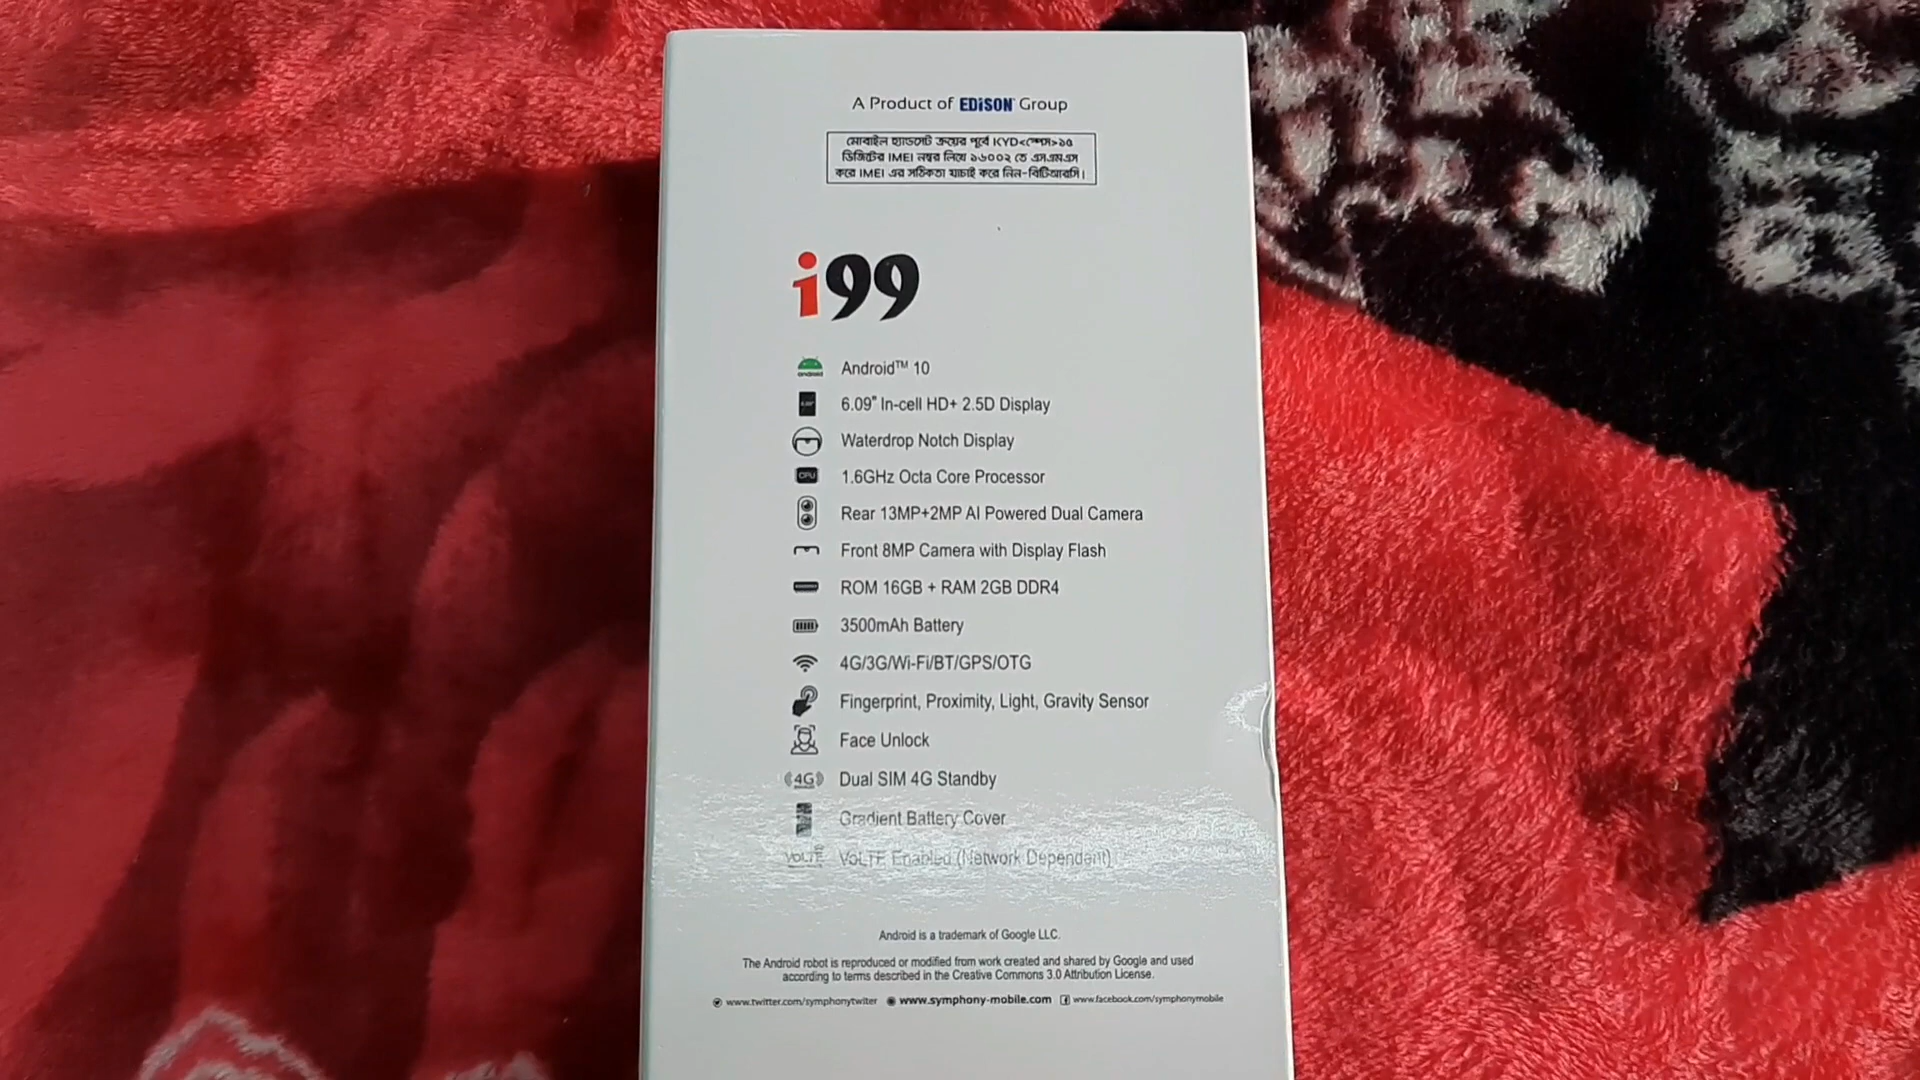 A Product of EDISON Group
মোবাইল হ্যান্ডসেট ক্রয়ের পূর্বে KYD<স্পেস>১৫
ডিজিটের IMEI নম্বর লিখে ১৬০০২ তে এসএমএস
করে IMEI এর সঠিকতা যাচাই করে নিন-বিটিআরসি।
i99
android Android™ 10
6.09" In-cell HD+ 2.5D Display
Waterdrop Notch Display
CPU 1.6GHz Octa Core Processor
Rear 13MP+2MP AI Powered Dual Camera
Front 8MP Camera with Display Flash
ROM 16GB + RAM 2GB DDR4
3500mAh Battery
4G/3G/Wi-Fi/BT/GPS/OTG
Fingerprint, Proximity, Light, Gravity Sensor
Face Unlock
4G Dual SIM 4G Standby
Gradient Battery Cover
VoLTE VoLTE Enabled (Network Dependent)
Android is a trademark of Google LLC.
The Android robot is reproduced or modified from work created and shared by Google and used
according to terms described in the Creative Commons 3.0 Attribution License.
www.twitter.com/symphonytwiter www.symphony-mobile.com www.facebook.com/symphonymobile